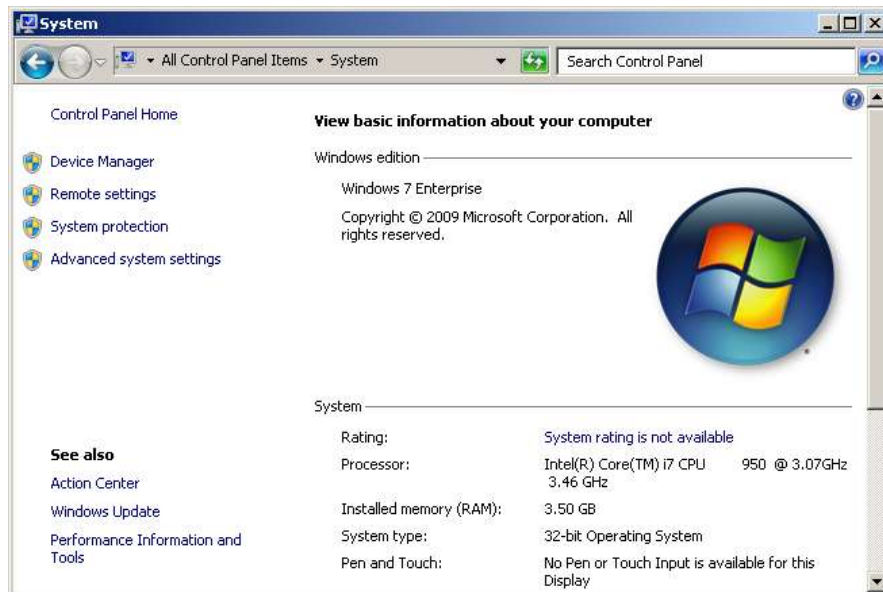 System
All Control Panel Items
System
Search Control Panel
Control Panel Home
Device Manager
Remote settings
System protection
Advanced system settings
See also
Action Center
Windows Update
Performance Information and
Tools
View basic information about your computer
Windows edition
Windows 7 Enterprise
Copyright © 2009 Microsoft Corporation. All
rights reserved.
System
Rating: System rating is not available
Processor: Intel(R) Core(TM) i7 CPU 950 @ 3.07GHz
3.46 GHz
Installed memory (RAM): 3.50 GB
System type: 32-bit Operating System
Pen and Touch: No Pen or Touch Input is available for this
Display